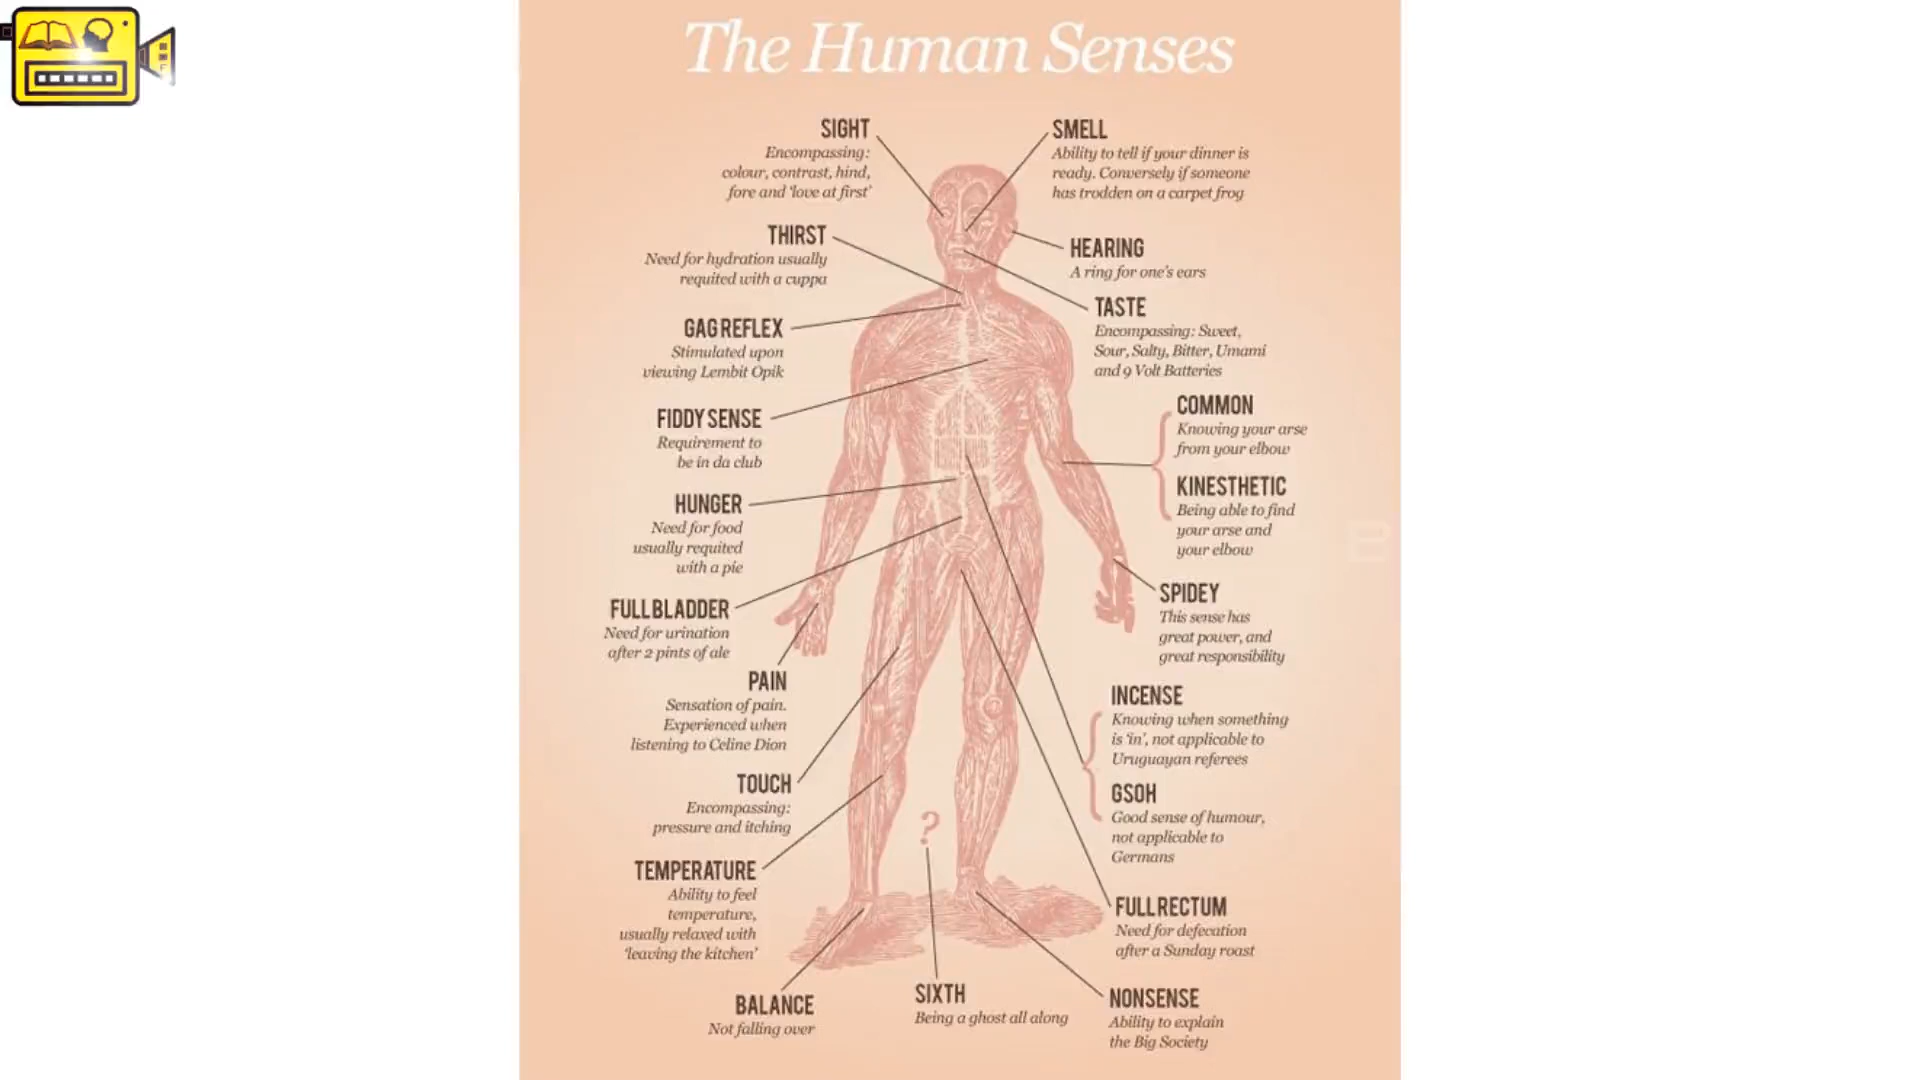 The Human Senses
SIGHT
Encompassing:
colour, contrast, hind,
fore and 'love at first'
THIRST
Need for hydration usually
requited with a cuppa
GAG REFLEX
Stimulated upon
viewing Lembit Opik
FIDDY SENSE
Requirement to
be in da club
HUNGER
Need for food
usually requited
with a pie
FULL BLADDER
Need for urination
after 2 pints of ale
PAIN
Sensation of pain.
Experienced when
listening to Celine Dion
TOUCH
Encompassing:
pressure and itching
TEMPERATURE
Ability to feel
temperature,
usually relaxed with
'leaving the kitchen'
BALANCE
Not falling over
SMELL
Ability to tell if your dinner is
ready. Conversely if someone
has trodden on a carpet frog
HEARING
A ring for one's ears
TASTE
Encompassing: Sweet,
Sour, Salty, Bitter, Umami
and 9 Volt Batteries
COMMON
Knowing your arse
from your elbow
KINESTHETIC
Being able to find
your arse and
your elbow
B
SPIDEY
This sense has
great power, and
great responsibility
INCENSE
Knowing when something
is 'in', not applicable to
Uruguayan referees
GSOH
Good sense of humour,
not applicable to
Germans
FULL RECTUM
Need for defecation
after a Sunday roast
?
SIXTH
Being a ghost all along
NONSENSE
Ability to explain
the Big Society